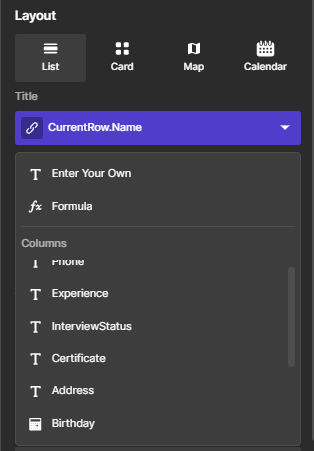 Layout
List Card Map Calendar
Title
CurrentRow.Name
Enter Your Own
fx Formula
Columns
Phone
Experience
InterviewStatus
Certificate
Address
Birthday